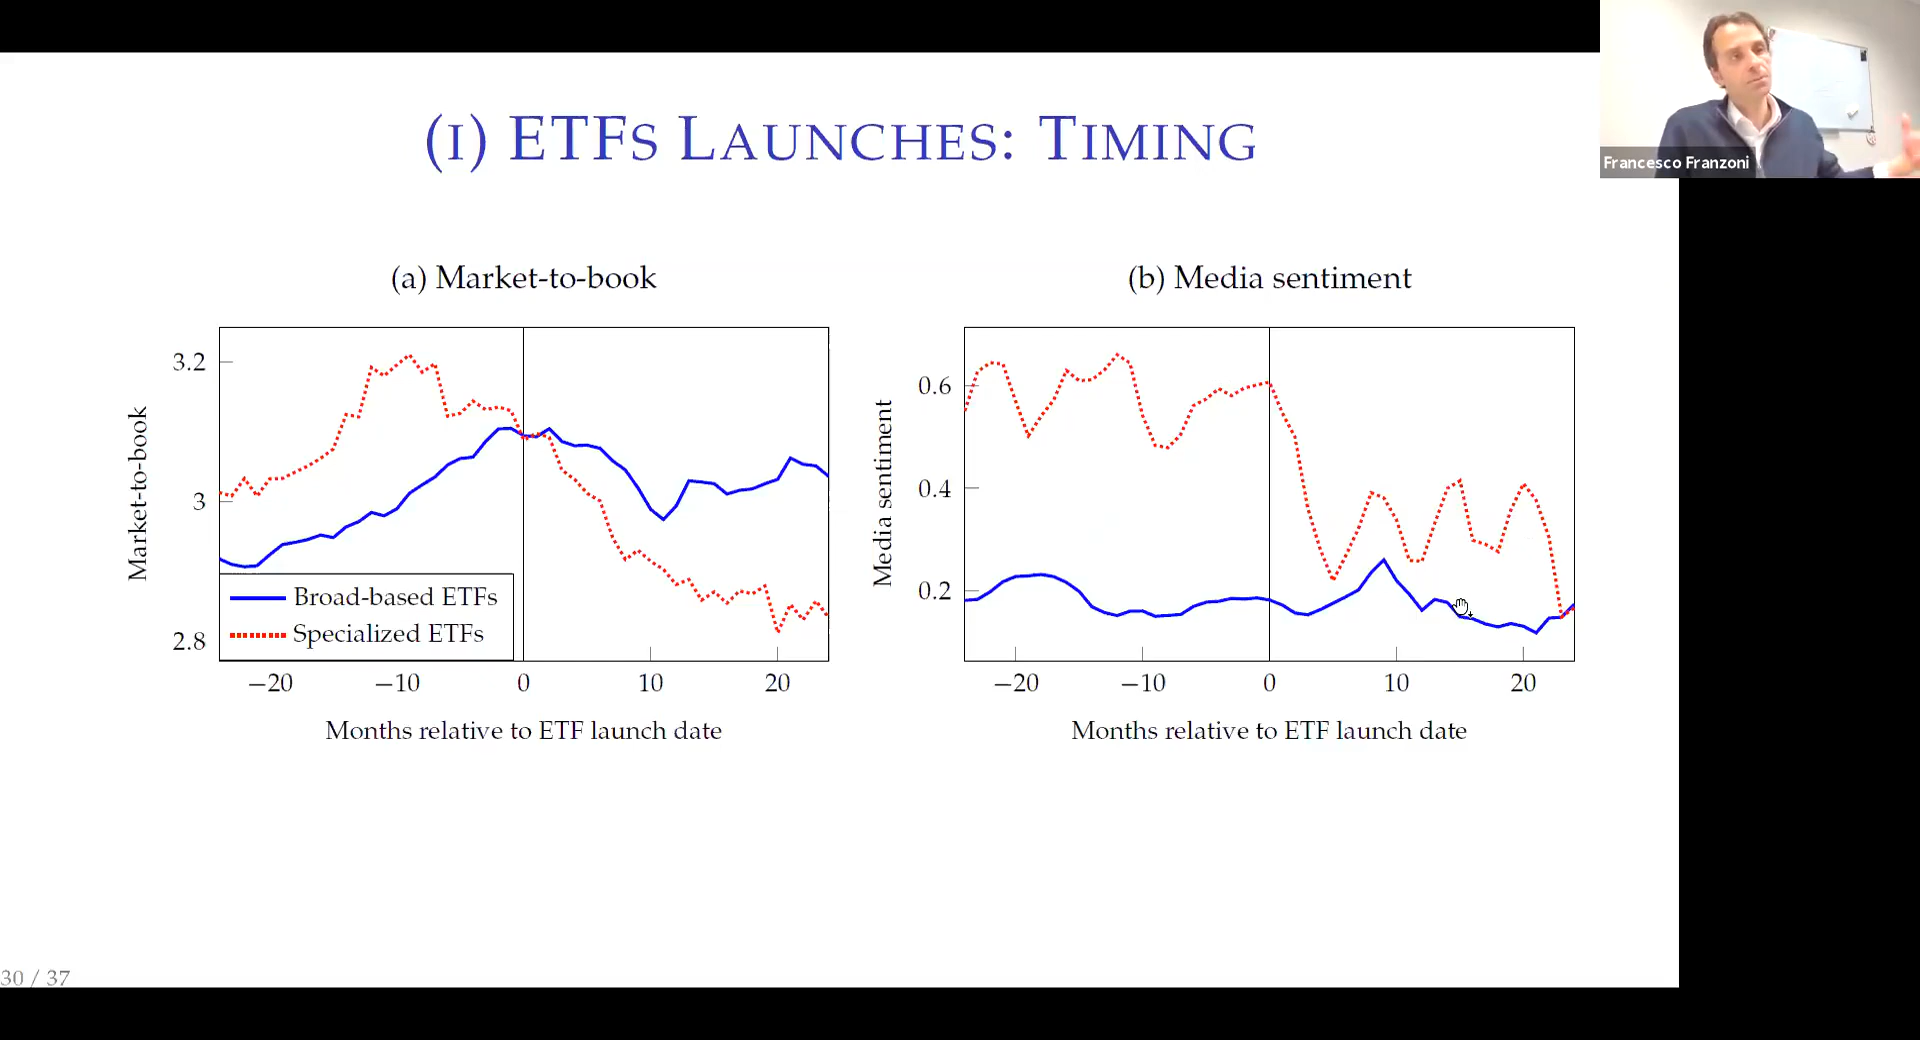 (I) ETFS LAUNCHES: TIMING
Francesco Franzoni
(a) Market-to-book
Market-to-book
3.2
3
2.8
Broad-based ETFs
Specialized ETFs
−20 −10 0 10 20
Months relative to ETF launch date
(b) Media sentiment
Media sentiment
0.6
0.4
0.2
−20 −10 0 10 20
Months relative to ETF launch date
30 / 37